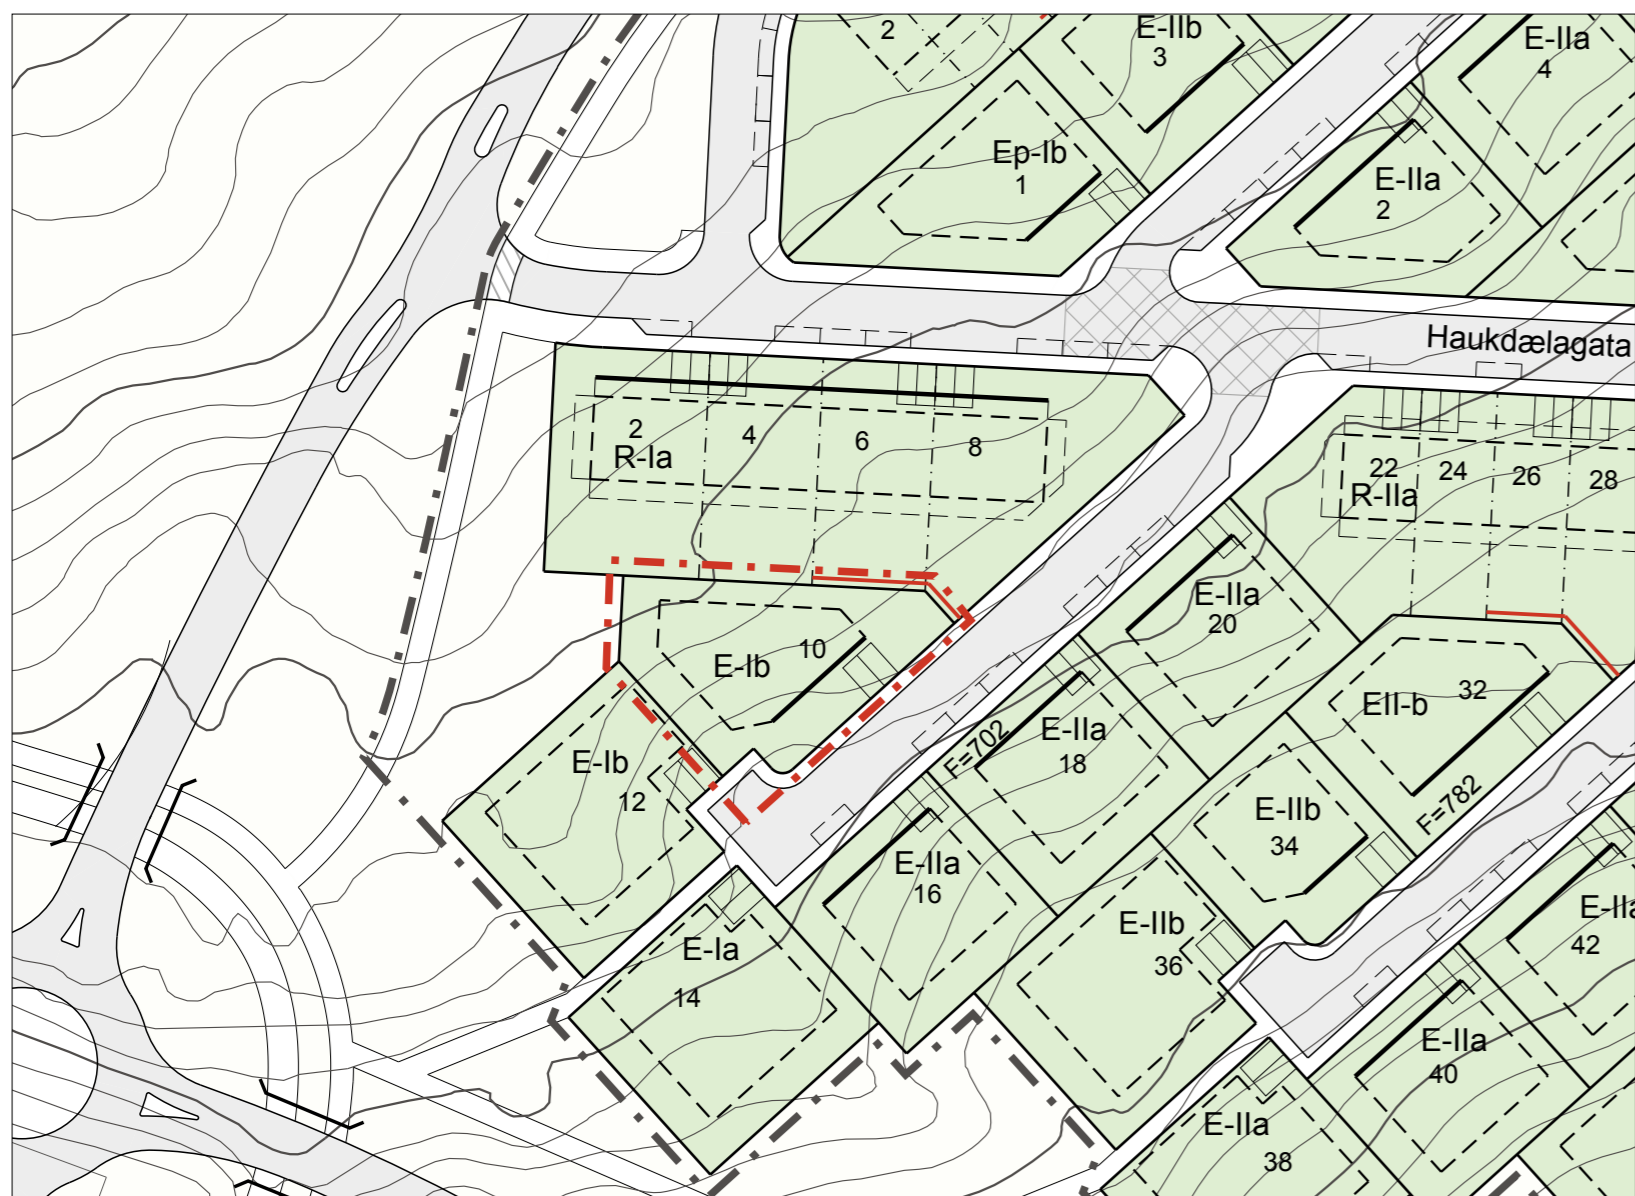 2
E-IIb
3
E-IIa
4
Ep-Ib
1
E-IIa
2
Haukdælagata
2
R-Ia
4
6
8
22
R-IIa
24
26
28
E-IIa
20
E-Ib
10
EII-b
32
F=702
E-IIa
18
E-Ib
12
E-IIb
34
F=782
E-IIa
16
E-IIb
36
E-IIa
42
E-Ia
14
E-IIa
40
E-IIa
38